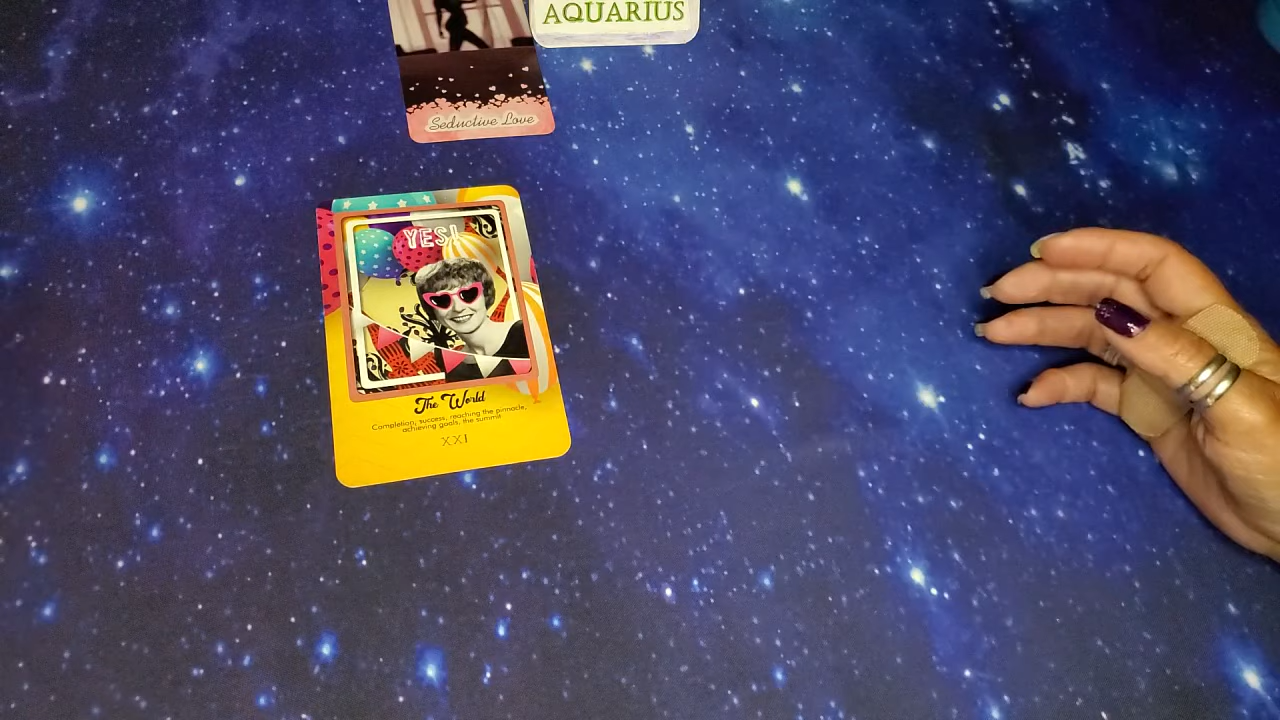 AQUARIUS
Seductive Love
YES!
The World
Completion, success, reaching the pinnacle,
achieving goals, the summit
XXI